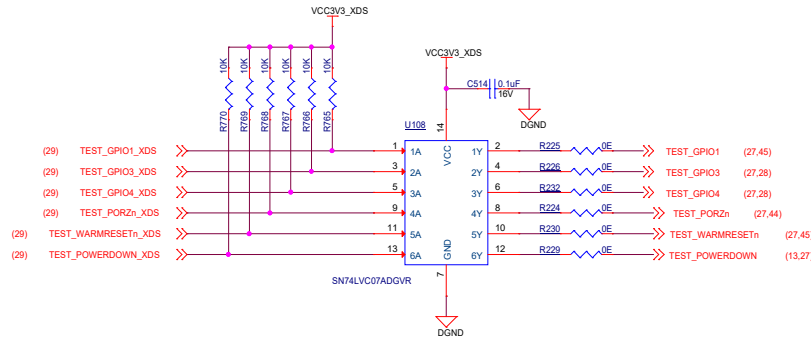 VCC3V3_XDS
VCC3V3_XDS
10K 10K 10K 10K 10K 10K
R770 R769 R768 R767 R766 R765
C514 0.1uF
16V
DGND
U108
14
VCC
(29) TEST_GPIO1_XDS 1 1A 1Y 2 R225 0E TEST_GPIO1 (27,45)
(29) TEST_GPIO3_XDS 3 2A 2Y 4 R226 0E TEST_GPIO3 (27,28)
(29) TEST_GPIO4_XDS 5 3A 3Y 6 R232 0E TEST_GPIO4 (27,28)
(29) TEST_PORZn_XDS 9 4A 4Y 8 R224 0E TEST_PORZn (27,44)
(29) TEST_WARMRESETn_XDS 11 5A 5Y 10 R230 0E TEST_WARMRESETn (27,45
(29) TEST_POWERDOWN_XDS 13 6A 6Y 12 R229 0E TEST_POWERDOWN (13,27
GND
7
SN74LVC07ADGVR
DGND